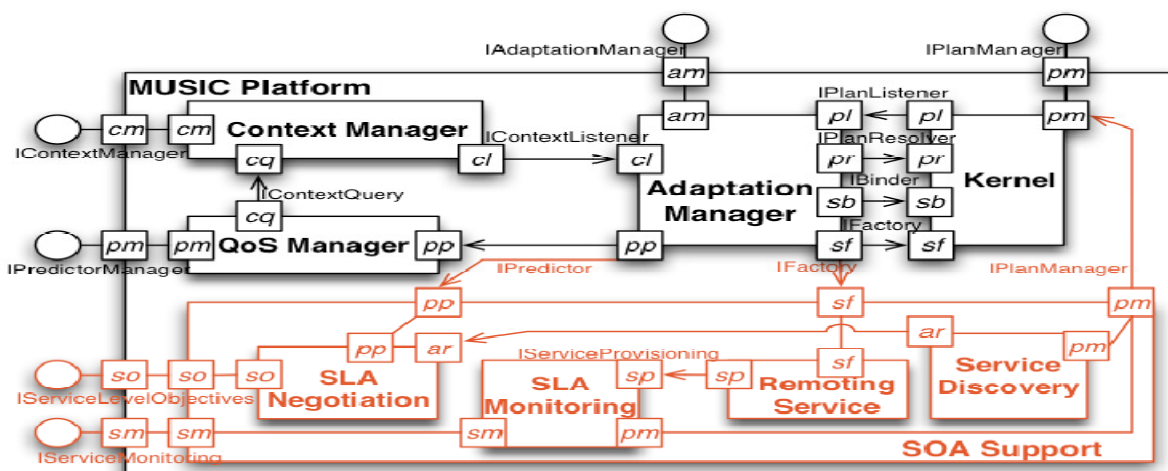 IAdaptationManager
IPlanManager
am
pm
MUSIC Platform
IPlanListener
cm
cm
Context Manager
am
pl
pl
pm
IContextListener
IContextManager
IPlanResolver
cq
cl
cl
pr
pr
Adaptation
Manager
Kernel
IContextQuery
IBinder
cq
sb
sb
IFactory
pm
pm
QoS Manager
pp
pp
sf
sf
IPredictorManager
IPredictor
IFactory
IPlanManager
pp
sf
pm
pp
ar
ar
pm
IServiceProvisioning
sf
so
so
so
SLA
Negotiation
SLA
Monitoring
sp
sp
Remoting
Service
Service
Discovery
IServiceLevelObjectives
sm
sm
sm
pm
SOA Support
IServiceMonitoring